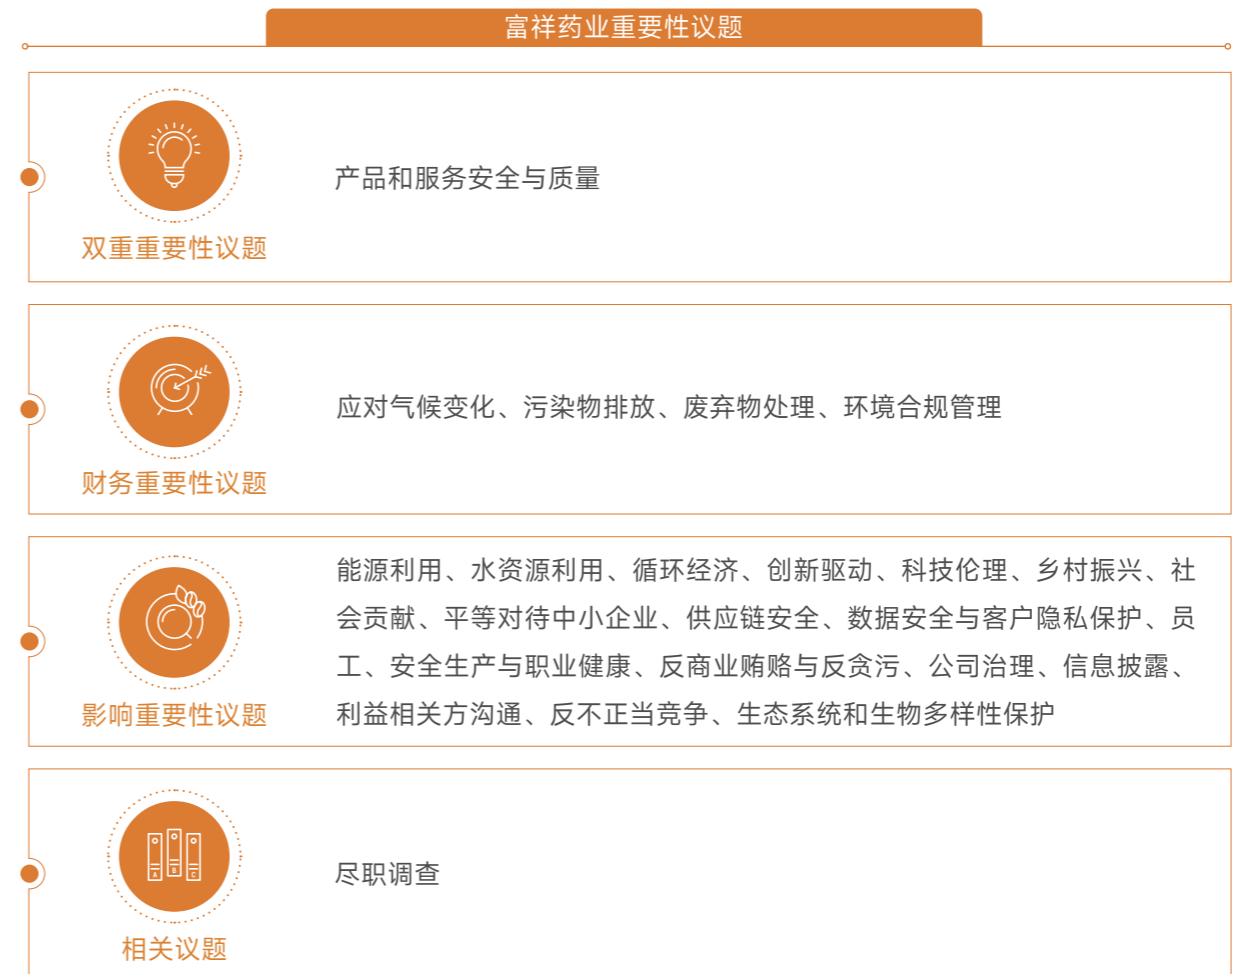 富祥药业重要性议题
产品和服务安全与质量
双重重要性议题
应对气候变化、污染物排放、废弃物处理、环境合规管理
财务重要性议题
能源利用、水资源利用、循环经济、创新驱动、科技伦理、乡村振兴、社
会贡献、平等对待中小企业、供应链安全、数据安全与客户隐私保护、员
工、安全生产与职业健康、反商业贿赂与反贪污、公司治理、信息披露、
利益相关方沟通、反不正当竞争、生态系统和生物多样性保护
影响重要性议题
A B C
尽职调查
相关议题